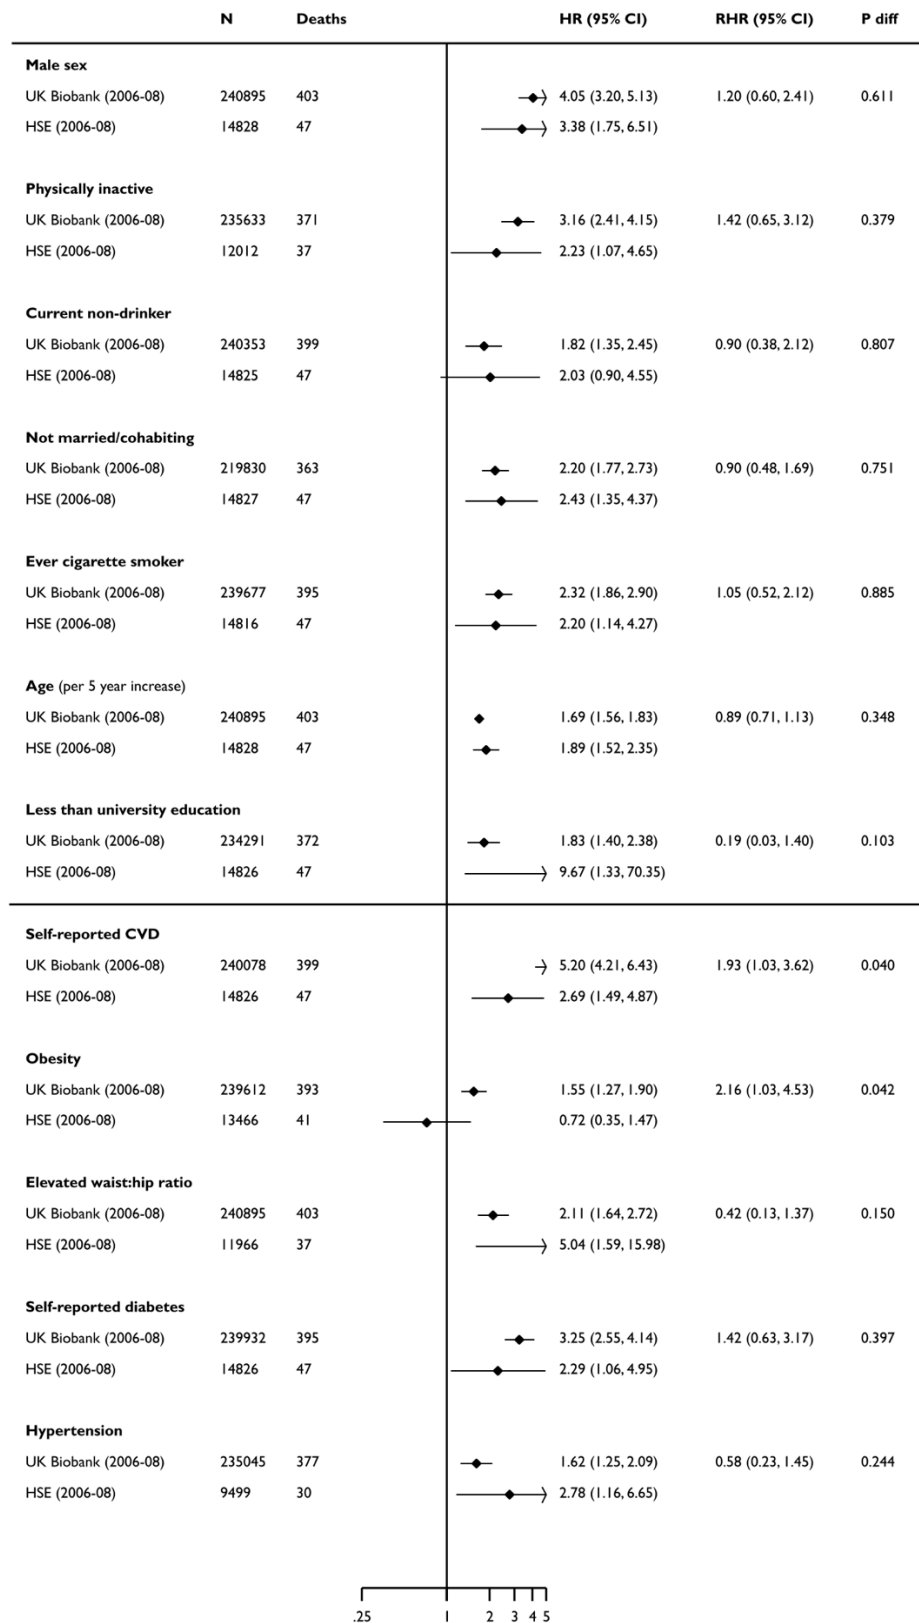 N Deaths HR (95% CI) RHR (95% CI) P diff
Male sex
UK Biobank (2006-08) 240895 403 4.05 (3.20, 5.13) 1.20 (0.60, 2.41) 0.611
HSE (2006-08) 14828 47 3.38 (1.75, 6.51)
Physically inactive
UK Biobank (2006-08) 235633 371 3.16 (2.41, 4.15) 1.42 (0.65, 3.12) 0.379
HSE (2006-08) 12012 37 2.23 (1.07, 4.65)
Current non-drinker
UK Biobank (2006-08) 240353 399 1.82 (1.35, 2.45) 0.90 (0.38, 2.12) 0.807
HSE (2006-08) 14825 47 2.03 (0.90, 4.55)
Not married/cohabiting
UK Biobank (2006-08) 219830 363 2.20 (1.77, 2.73) 0.90 (0.48, 1.69) 0.751
HSE (2006-08) 14827 47 2.43 (1.35, 4.37)
Ever cigarette smoker
UK Biobank (2006-08) 239677 395 2.32 (1.86, 2.90) 1.05 (0.52, 2.12) 0.885
HSE (2006-08) 14816 47 2.20 (1.14, 4.27)
Age (per 5 year increase)
UK Biobank (2006-08) 240895 403 1.69 (1.56, 1.83) 0.89 (0.71, 1.13) 0.348
HSE (2006-08) 14828 47 1.89 (1.52, 2.35)
Less than university education
UK Biobank (2006-08) 234291 372 1.83 (1.40, 2.38) 0.19 (0.03, 1.40) 0.103
HSE (2006-08) 14826 47 9.67 (1.33, 70.35)
Self-reported CVD
UK Biobank (2006-08) 240078 399 5.20 (4.21, 6.43) 1.93 (1.03, 3.62) 0.040
HSE (2006-08) 14826 47 2.69 (1.49, 4.87)
Obesity
UK Biobank (2006-08) 239612 393 1.55 (1.27, 1.90) 2.16 (1.03, 4.53) 0.042
HSE (2006-08) 13466 41 0.72 (0.35, 1.47)
Elevated waist:hip ratio
UK Biobank (2006-08) 240895 403 2.11 (1.64, 2.72) 0.42 (0.13, 1.37) 0.150
HSE (2006-08) 11966 37 5.04 (1.59, 15.98)
Self-reported diabetes
UK Biobank (2006-08) 239932 395 3.25 (2.55, 4.14) 1.42 (0.63, 3.17) 0.397
HSE (2006-08) 14826 47 2.29 (1.06, 4.95)
Hypertension
UK Biobank (2006-08) 235045 377 1.62 (1.25, 2.09) 0.58 (0.23, 1.45) 0.244
HSE (2006-08) 9499 30 2.78 (1.16, 6.65)
.25 1 2 3 4 5